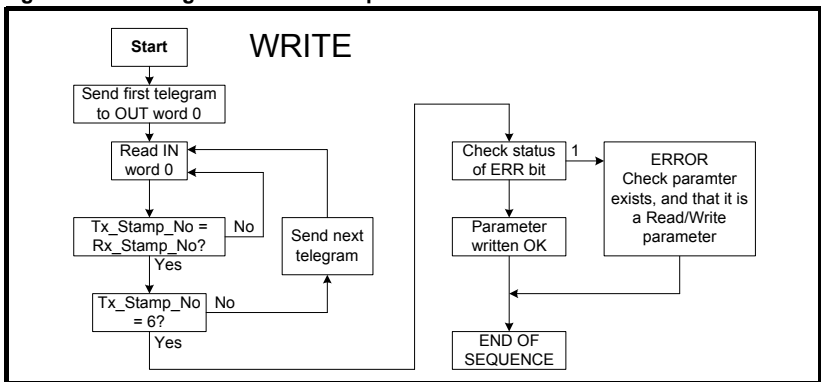 Start
WRITE
Send first telegram
to OUT word 0
Read IN
word 0
Tx_Stamp_No =
Rx_Stamp_No?
No
Yes
Send next
telegram
Tx_Stamp_No
= 6?
No
Yes
Check status
of ERR bit
1
ERROR
Check paramter
exists, and that it is
a Read/Write
parameter
Parameter
written OK
END OF
SEQUENCE